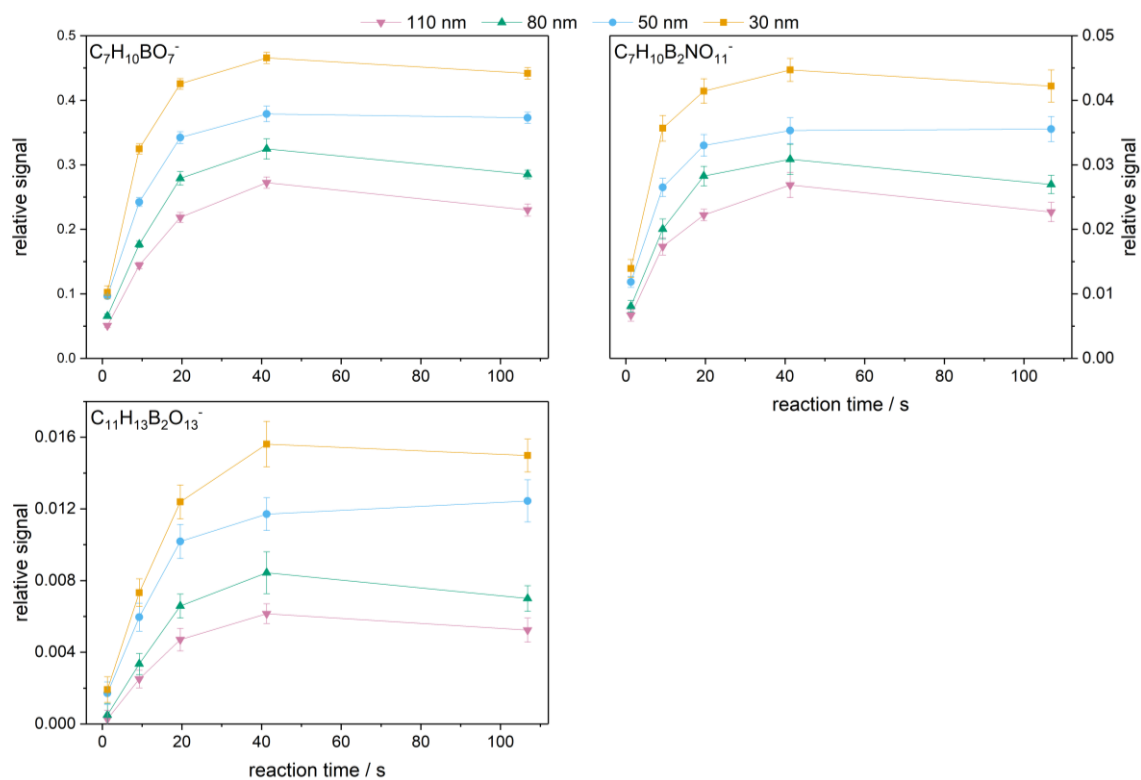 110 nm 80 nm 50 nm 30 nm
C₇H₁₀BO₇⁻
0.5
0.4
0.3
0.2
0.1
0.0
relative signal
0 20 40 60 80 100
C₇H₁₀B₂NO₁₁⁻
0.05
0.04
0.03
0.02
0.01
0.00
relative signal
0 20 40 60 80 100
reaction time / s
C₁₁H₁₃B₂O₁₃⁻
0.016
0.012
0.008
0.004
0.000
relative signal
0 20 40 60 80 100
reaction time / s